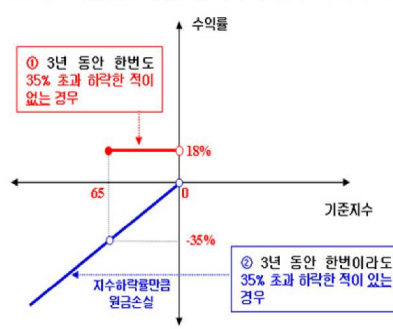 수익률
① 3년 동안 한번도
35% 초과 하락한 적이
없는 경우
18%
65
0
기준지수
-35%
② 3년 동안 한번이라도
35% 초과 하락한 적이 있는
경우
지수하락률만큼
원금손실